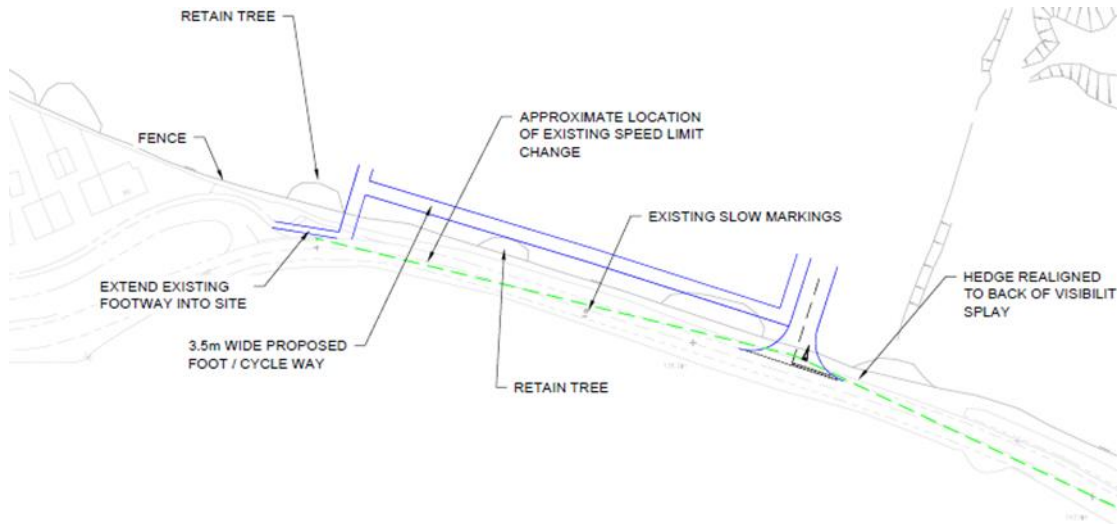 RETAIN TREE
FENCE
APPROXIMATE LOCATION
OF EXISTING SPEED LIMIT
CHANGE
EXISTING SLOW MARKINGS
HEDGE REALIGNED
TO BACK OF VISIBILIT
SPLAY
EXTEND EXISTING
FOOTWAY INTO SITE
3.5m WIDE PROPOSED
FOOT / CYCLE WAY
RETAIN TREE